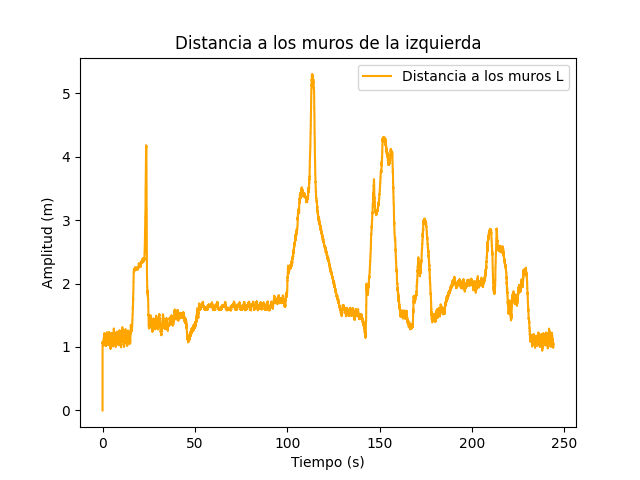 Distancia a los muros de la izquierda
Distancia a los muros L
Amplitud (m)
5
4
3
2
1
0
0 50 100 150 200 250
Tiempo (s)